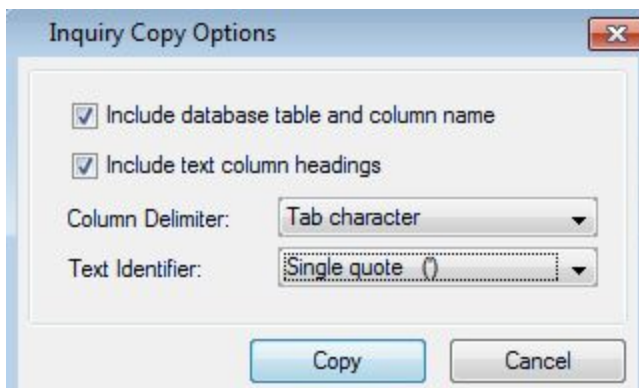 Inquiry Copy Options
Include database table and column name
Include text column headings
Column Delimiter: Tab character
Text Identifier: Single quote (')
Copy Cancel